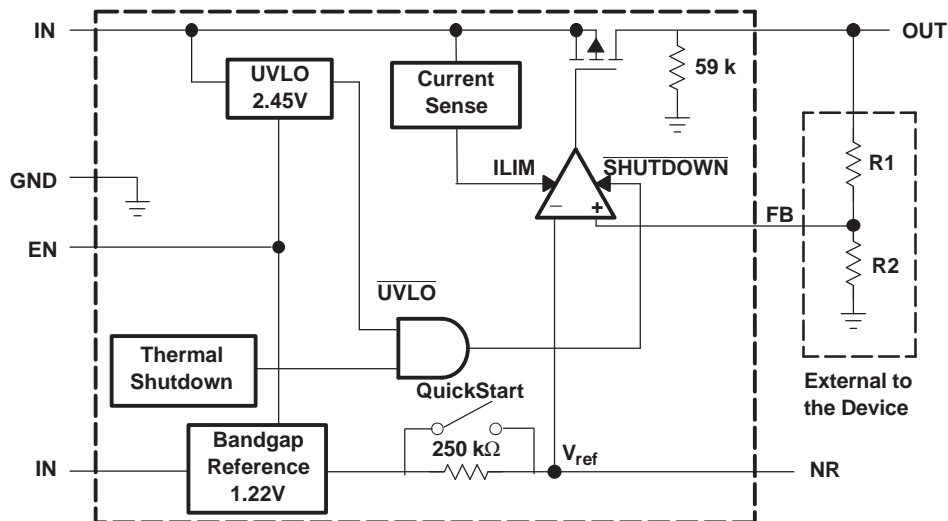 IN
OUT
UVLO
2.45V
Current
Sense
59 k
GND
ILIM
SHUTDOWN
R1
− +
FB
EN
R2
UVLO
Thermal
Shutdown
QuickStart
External to
the Device
Bandgap
Reference
1.22V
250 kΩ
Vref
IN
NR